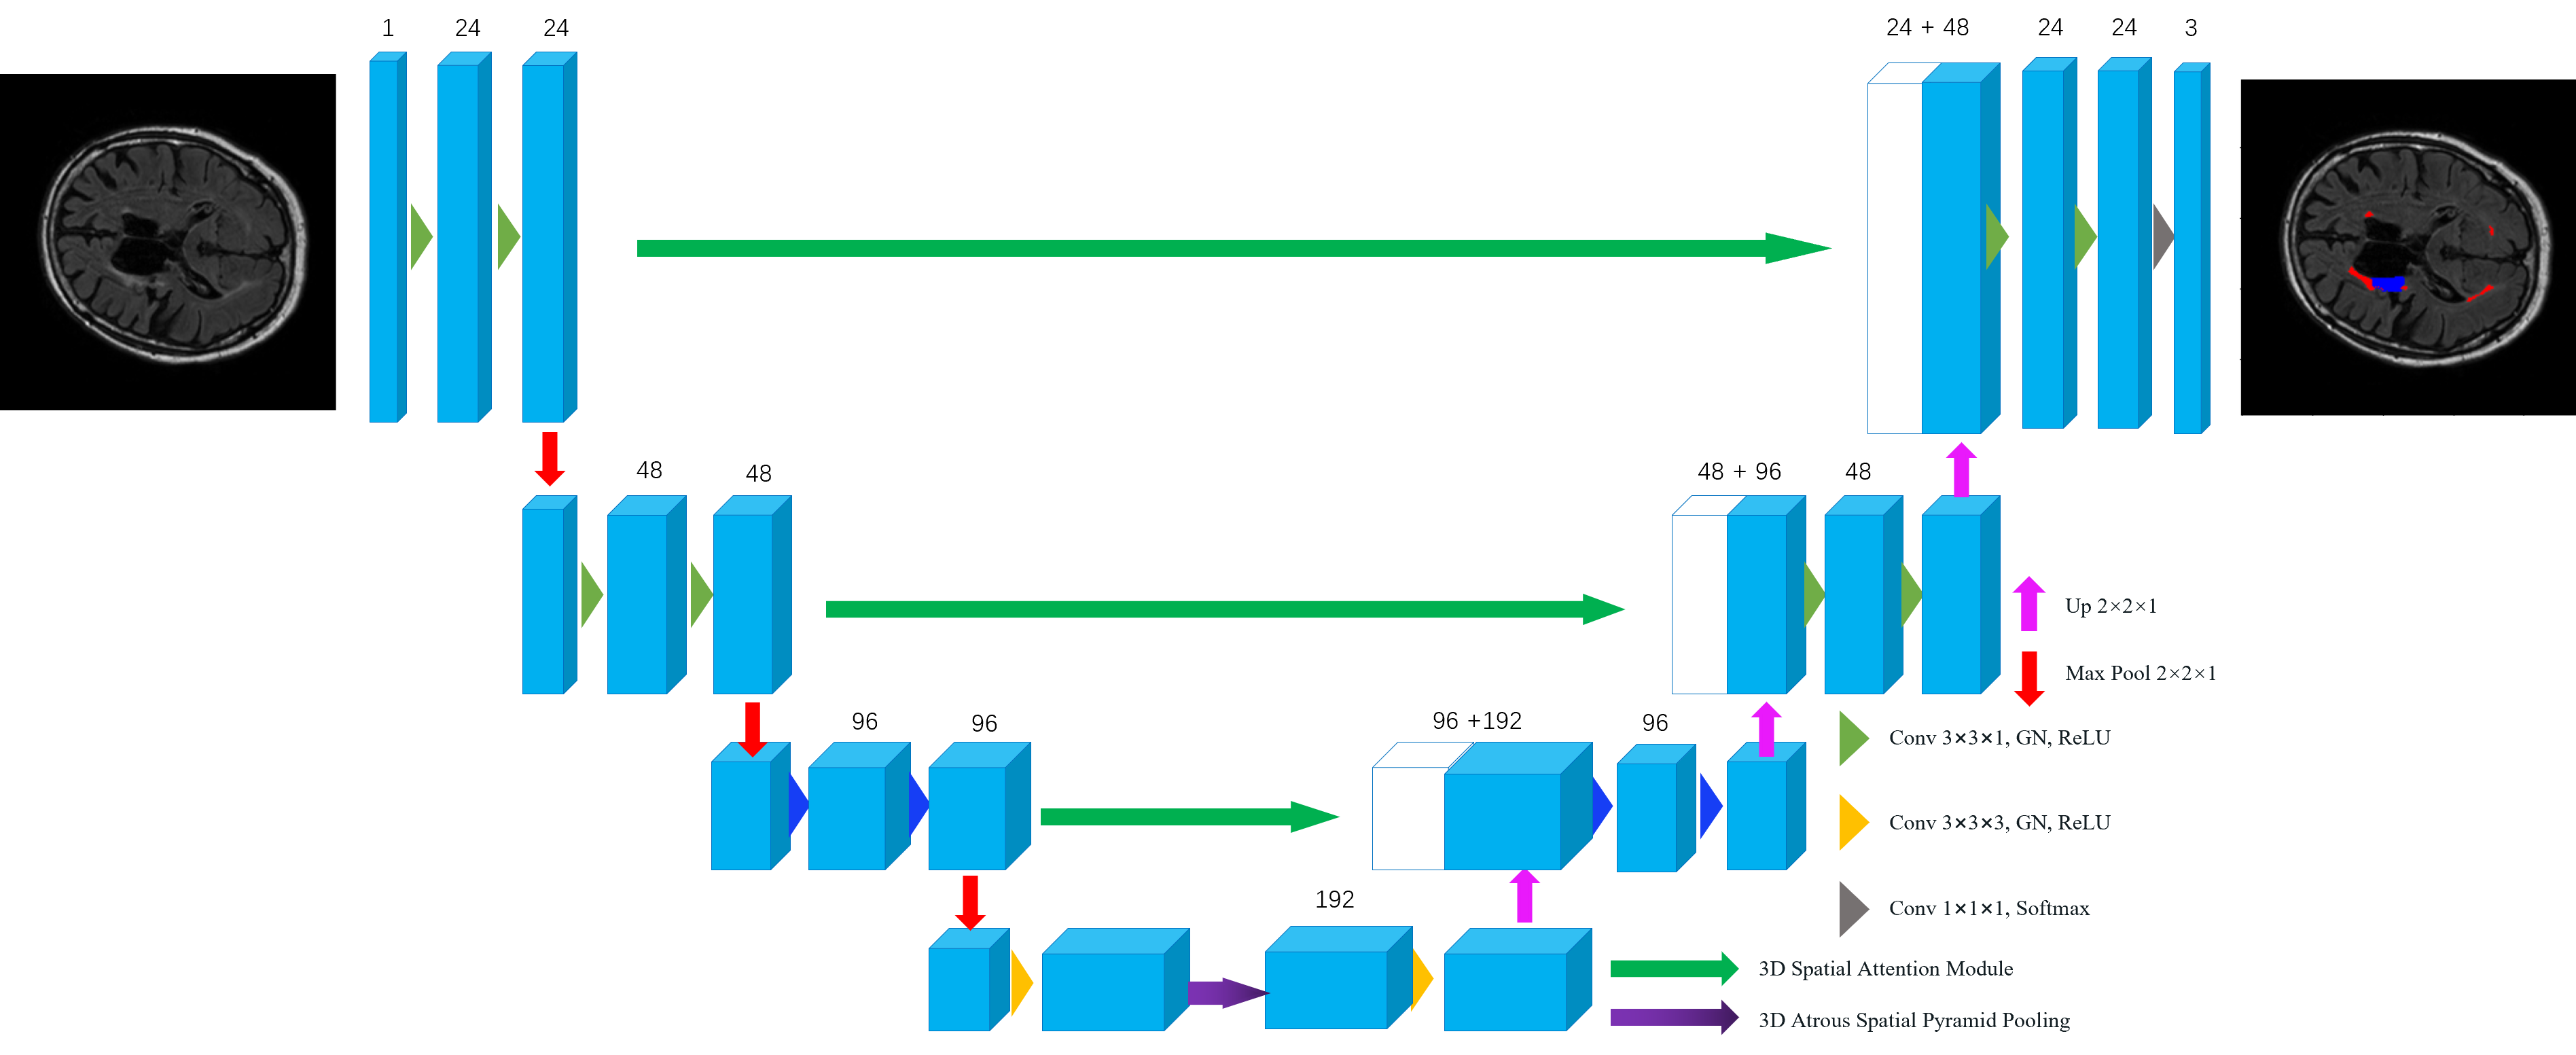 1
24
24
24 + 48
24
24
3
48
48
48 + 96
48
Up 2×2×1
Max Pool 2×2×1
96
96
96 +192
96
Conv 3×3×1, GN, ReLU
Conv 3×3×3, GN, ReLU
192
Conv 1×1×1, Softmax
3D Spatial Attention Module
3D Atrous Spatial Pyramid Pooling